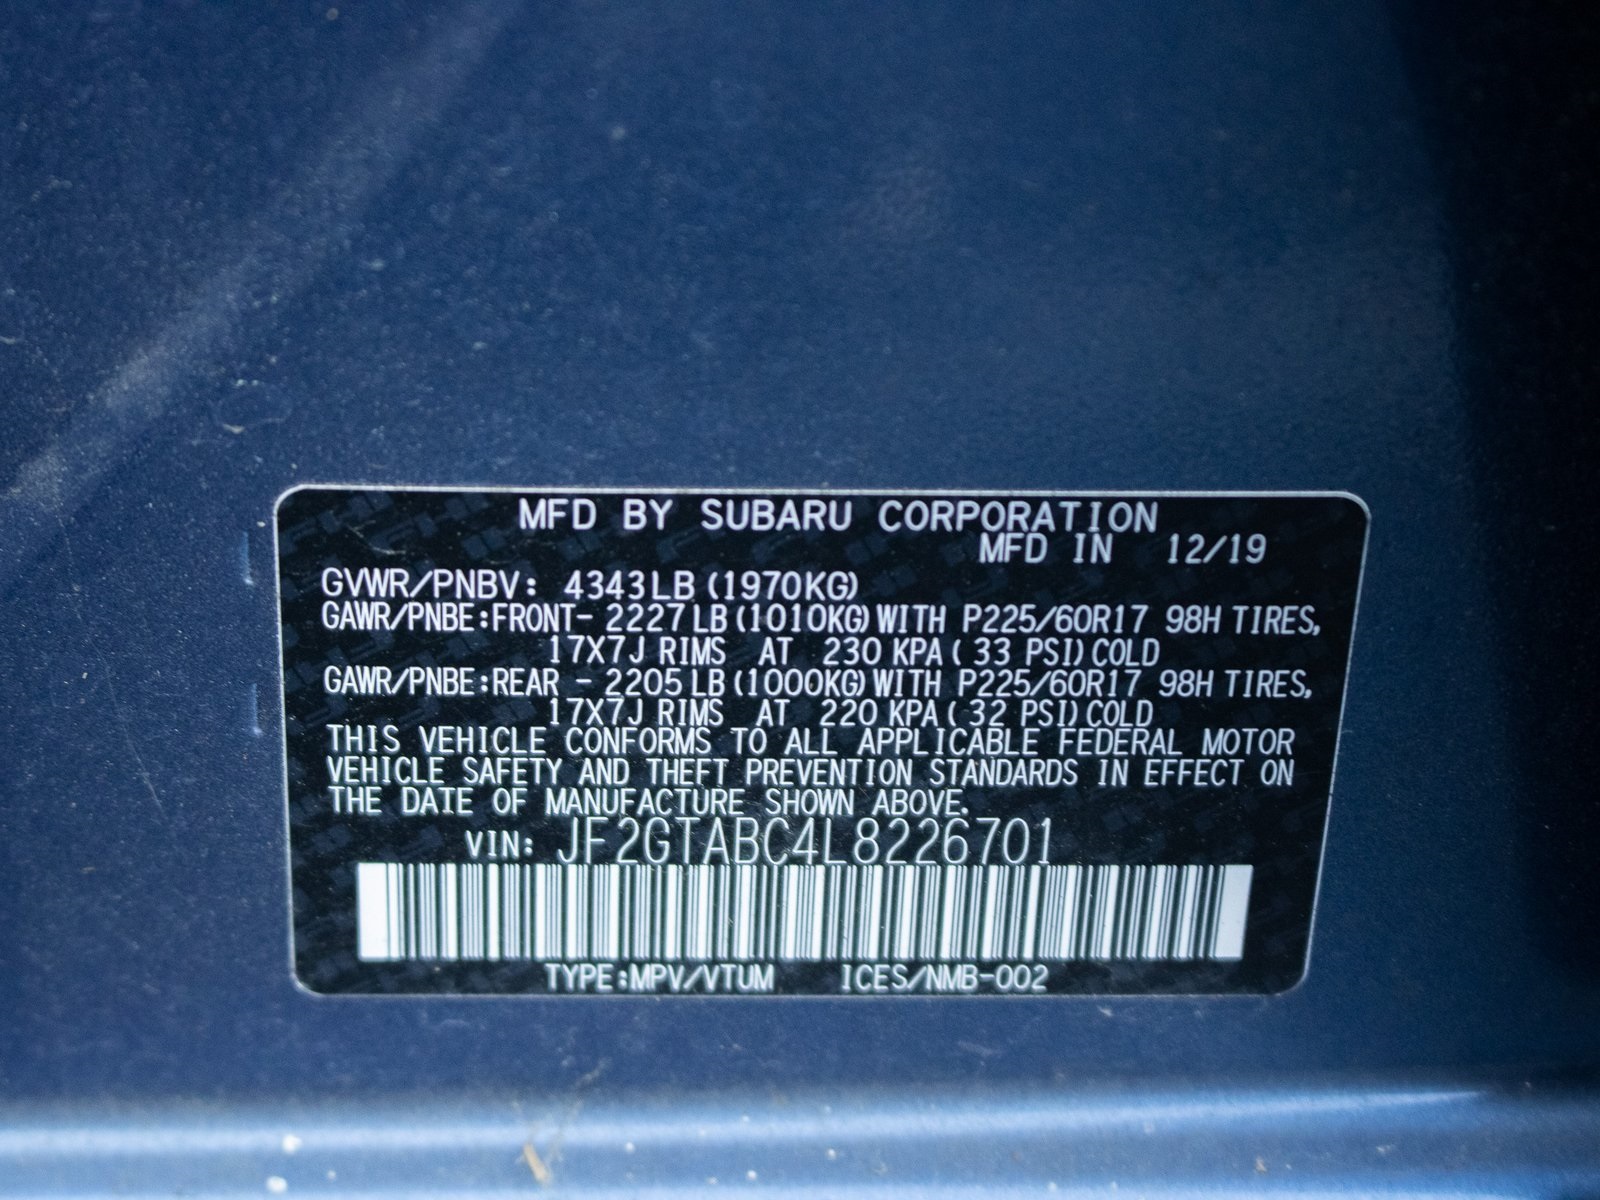 MFD BY SUBARU CORPORATION
MFD IN 12/19
GVWR/PNBV: 4343LB (1970KG)
GAWR/PNBE:FRONT- 2227LB(1010KG)WITH P225/60R17 98H TIRES,
17X7J RIMS AT 230 KPA( 33 PSI)COLD
GAWR/PNBE:REAR - 2205LB(1000KG)WITH P225/60R17 98H TIRES,
17X7J RIMS AT 220 KPA( 32 PSI)COLD
THIS VEHICLE CONFORMS TO ALL APPLICABLE FEDERAL MOTOR
VEHICLE SAFETY AND THEFT PREVENTION STANDARDS IN EFFECT ON
THE DATE OF MANUFACTURE SHOWN ABOVE.
VIN: JF2GTABC4L8226701
TYPE:MPV/VTUM ICES/NMB-002